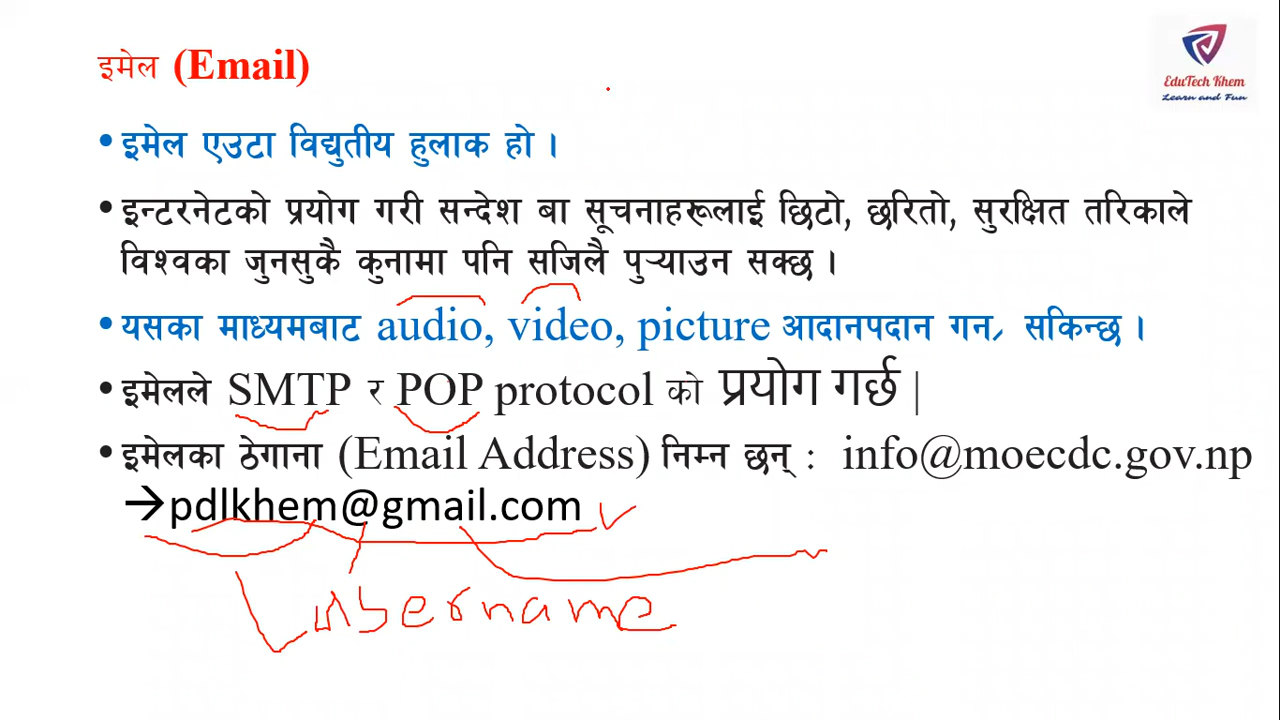 इमेल (Email)
EduTech Khem
Learn and Fun
• इमेल एउटा विद्युतीय हुलाक हो ।
• इन्टरनेटको प्रयोग गरी सन्देश बा सूचनाहरूलाई छिटो, छरितो, सुरक्षित तरिकाले
विश्वका जुनसुकै कुनामा पनि सजिलै पुऱ्याउन सक्छ ।
• यसका माध्यमबाट audio, video, picture आदानपदान गन सकिन्छ ।
• इमेलले SMTP र POP protocol को प्रयोग गर्छ |
• इमेलका ठेगाना (Email Address) निम्न छन् : info@moecdc.gov.np
→pdlkhem@gmail.com
username